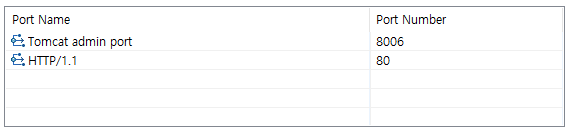 Port Name Port Number
Tomcat admin port 8006
HTTP/1.1 80